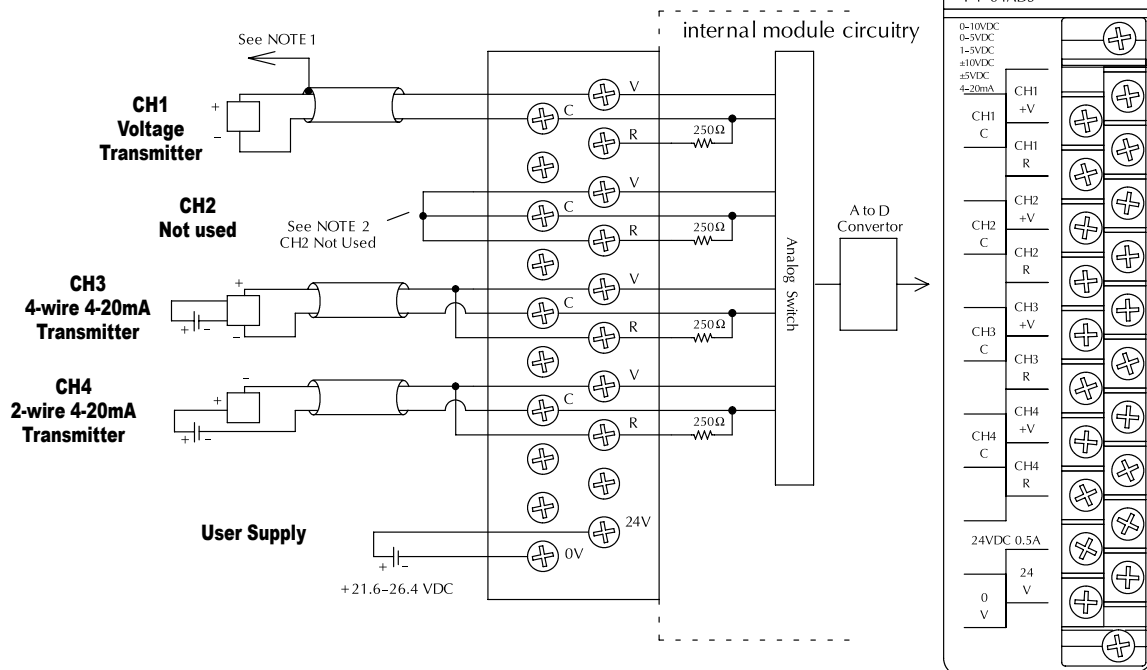 See NOTE 1
internal module circuitry
CH1
Voltage
Transmitter
+
–
V
C
R
250Ω
CH2
Not used
See NOTE 2
CH2 Not Used
V
C
R
250Ω
A to D
Convertor
Analog Switch
CH3
4-wire 4-20mA
Transmitter
+
–
+
–
V
C
R
250Ω
CH4
2-wire 4-20mA
Transmitter
–
+
+
–
V
C
R
250Ω
User Supply
24V
0V
+
–
+21.6–26.4 VDC
0–10VDC
0–5VDC
1–5VDC
±10VDC
±5VDC
4–20mA
CH1
+V
CH1
C
CH1
R
CH2
+V
CH2
C
CH2
R
CH3
+V
CH3
C
CH3
R
CH4
+V
CH4
C
CH4
R
24VDC 0.5A
24
V
0
V